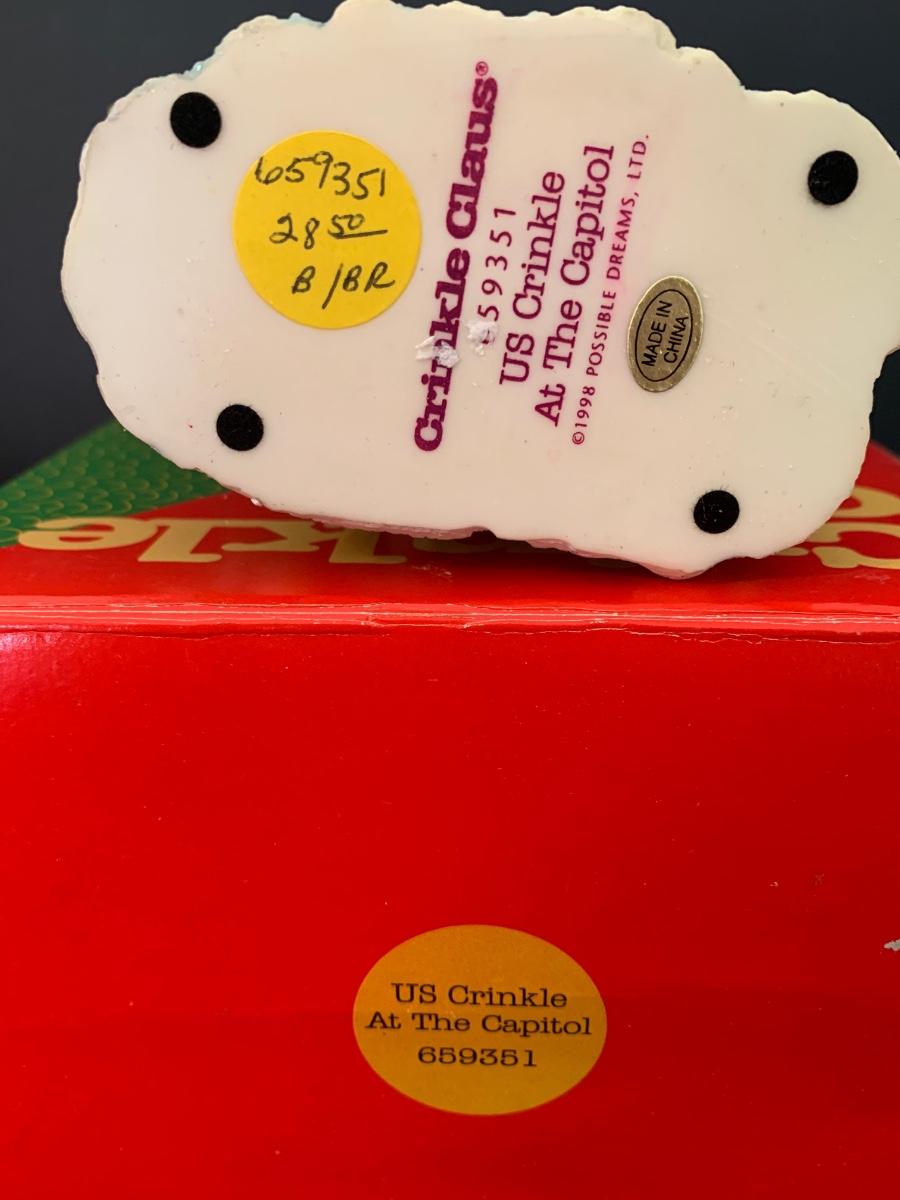 659351
28 50
B/BR
Crinkle Claus®
59351
US Crinkle
At The Capitol
©1998 POSSIBLE DREAMS, LTD.
MADE IN
CHINA
US Crinkle
At The Capitol
659351